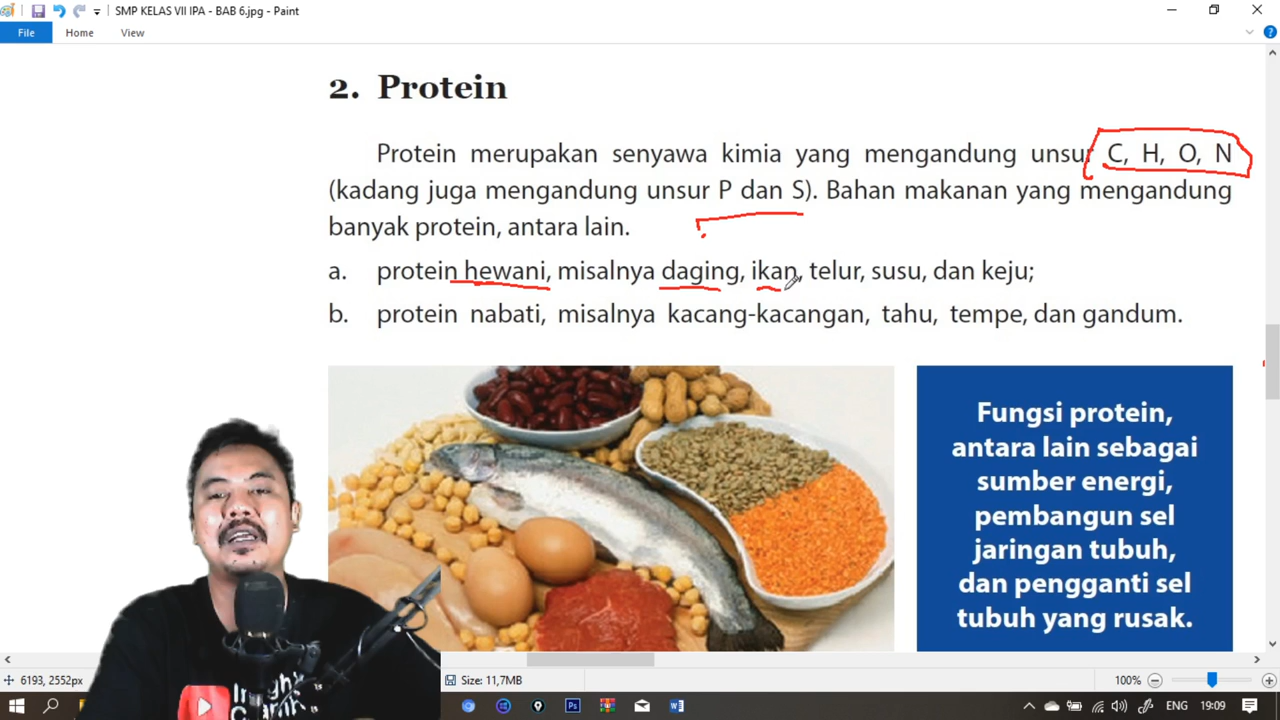 SMP KELAS VII IPA - BAB 6.jpg - Paint
File Home View
2. Protein
Protein merupakan senyawa kimia yang mengandung unsur C, H, O, N
(kadang juga mengandung unsur P dan S). Bahan makanan yang mengandung
banyak protein, antara lain.
a. protein hewani, misalnya daging, ikan, telur, susu, dan keju;
b. protein nabati, misalnya kacang-kacangan, tahu, tempe, dan gandum.
Fungsi protein,
antara lain sebagai
sumber energi,
pembangun sel
jaringan tubuh,
dan pengganti sel
tubuh yang rusak.
6193, 2552px
Size: 11,7MB
100%
ENG 19:09